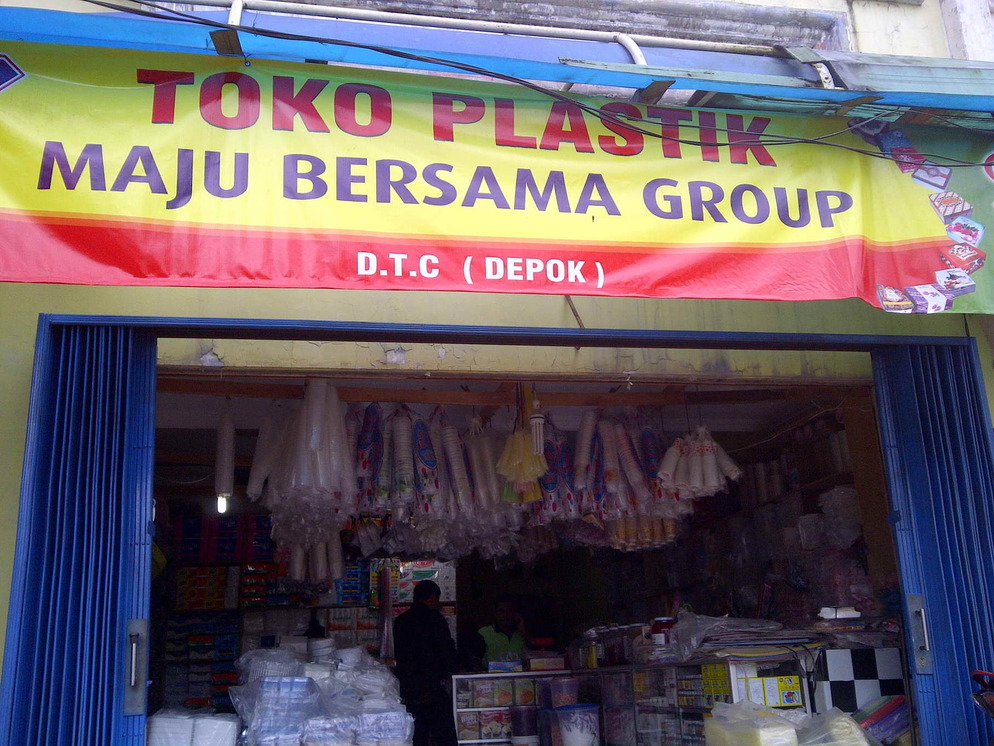 TOKO PLASTIK
MAJU BERSAMA GROUP
D.T.C ( DEPOK )